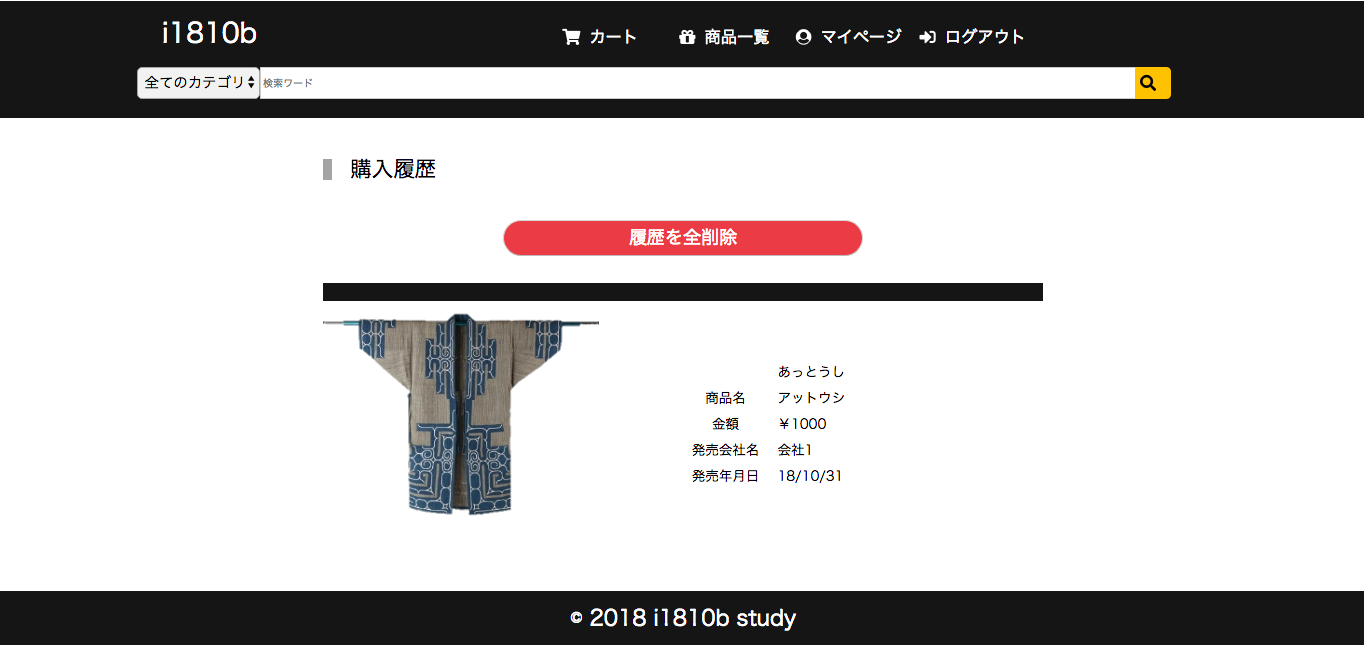 i1810b
カート 商品一覧 マイページ ログアウト
全てのカテゴリ 検索ワード
購入履歴
履歴を全削除
あっとうし
商品名 アットウシ
金額 ￥1000
発売会社名 会社1
発売年月日 18/10/31
© 2018 i1810b study